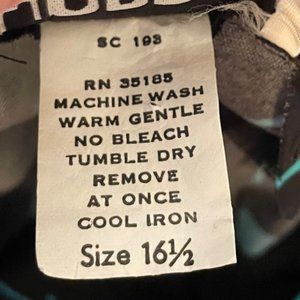 SC 193
RN 35185
MACHINE WASH
WARM GENTLE
NO BLEACH
TUMBLE DRY
REMOVE
AT ONCE
COOL IRON
Size 16½